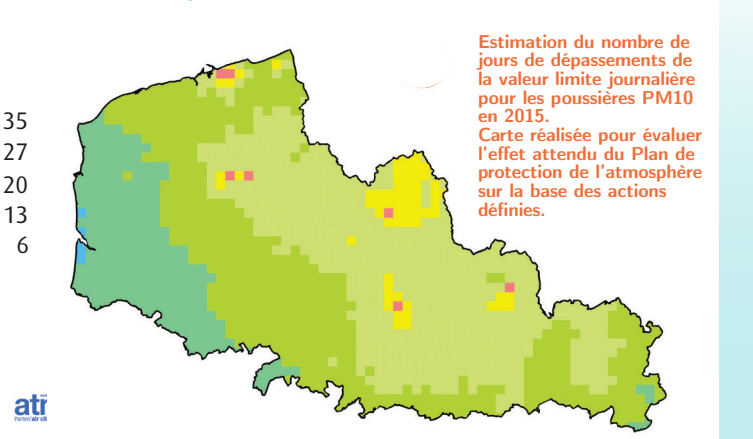 Estimation du nombre de
jours de dépassements de
la valeur limite journalière
pour les poussières PM10
en 2015.
Carte réalisée pour évaluer
l'effet attendu du Plan de
protection de l'atmosphère
sur la base des actions
définies.
35
27
20
13
6
atr